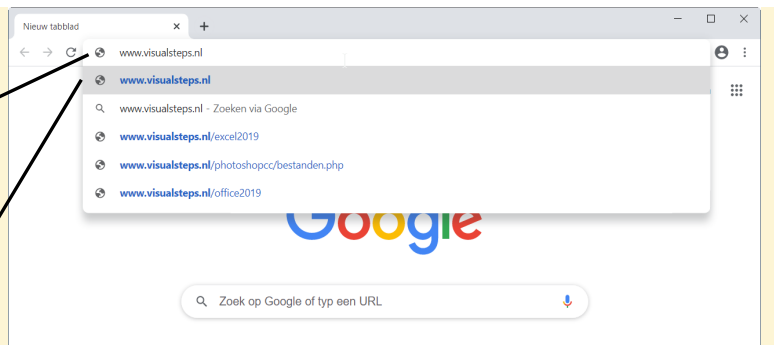 Nieuw tabblad
www.visualsteps.nl
www.visualsteps.nl
www.visualsteps.nl - Zoeken via Google
www.visualsteps.nl/excel2019
www.visualsteps.nl/photoshopcc/bestanden.php
www.visualsteps.nl/office2019
Google
Zoek op Google of typ een URL